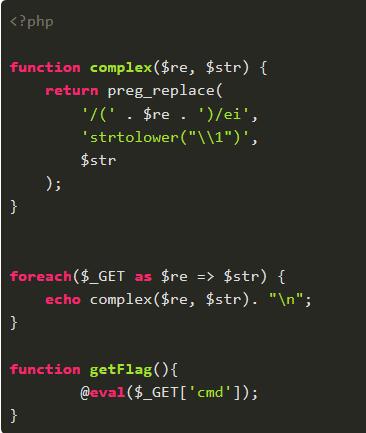 <?php
function complex($re, $str) {
    return preg_replace(
        '/(' . $re . ')/ei',
        'strtolower("\\1")',
        $str
    );
}
foreach($_GET as $re => $str) {
    echo complex($re, $str). "\n";
}
function getFlag(){
        @eval($_GET['cmd']);
}